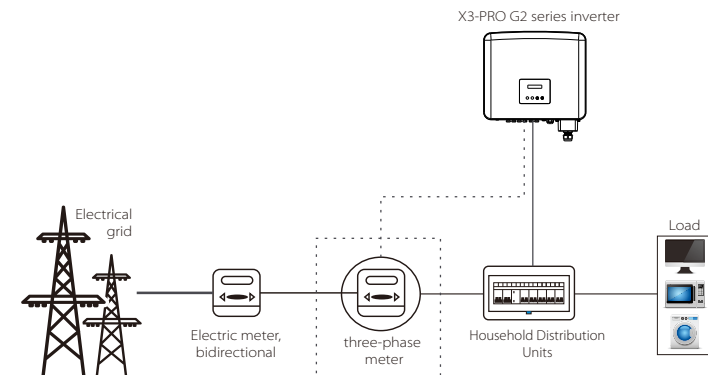 X3-PRO G2 series inverter
Electrical
grid
Load
Electric meter,
bidirectional
three-phase
meter
Household Distribution
Units